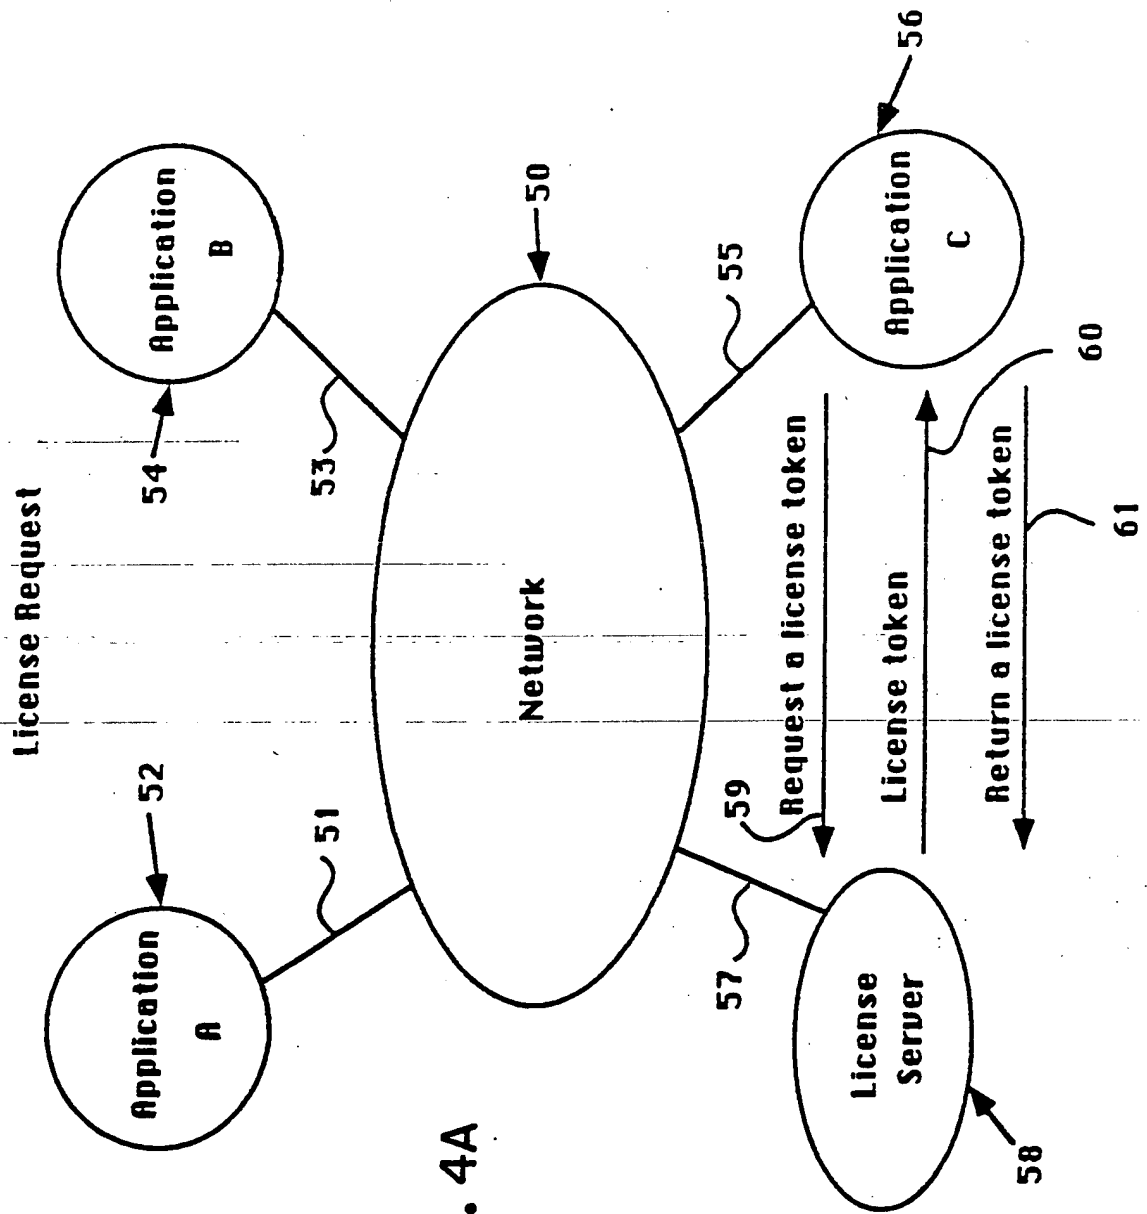 License Request
52
Application
A
51
54
Application
B
53
50
Network
55
56
Application
C
57
59
Request a license token
License token
60
Return a license token
61
License
Server
58
. 4A